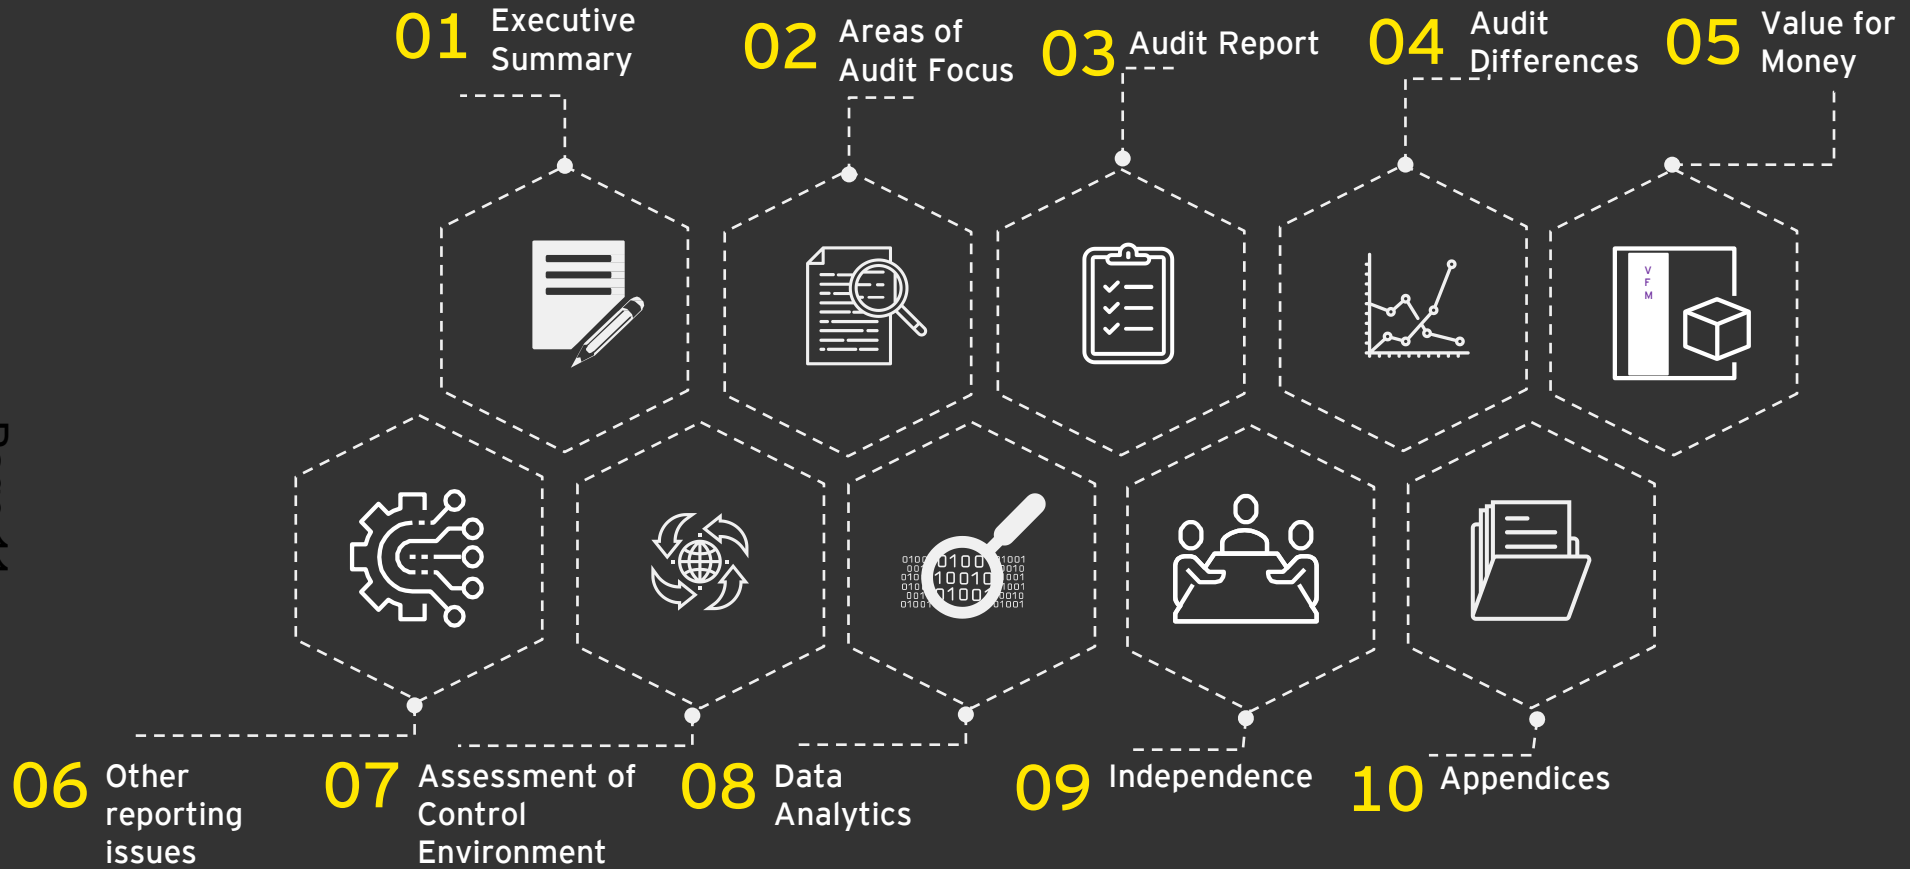 01 Executive
Summary
02 Areas of
Audit Focus
03 Audit Report
04 Audit
Differences
05 Value for
Money
V
F
M
06 Other
reporting
issues
07 Assessment of
Control
Environment
08 Data
Analytics
09 Independence
10 Appendices